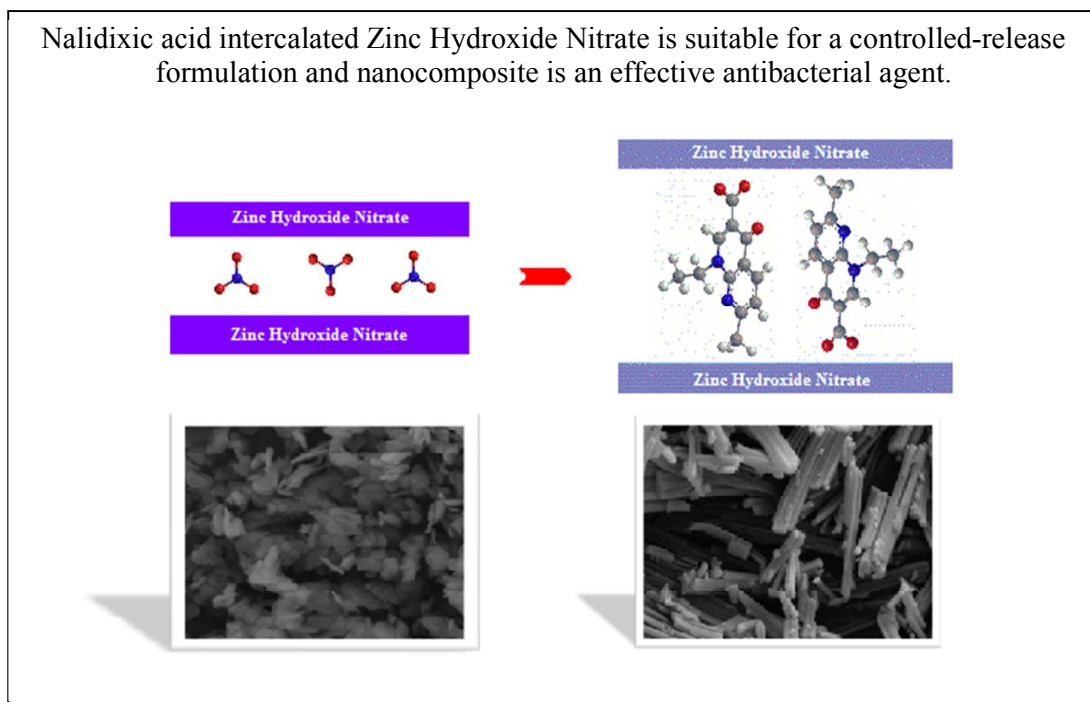 Nalidixic acid intercalated Zinc Hydroxide Nitrate is suitable for a controlled-release
formulation and nanocomposite is an effective antibacterial agent.
Zinc Hydroxide Nitrate
Zinc Hydroxide Nitrate
Zinc Hydroxide Nitrate
Zinc Hydroxide Nitrate